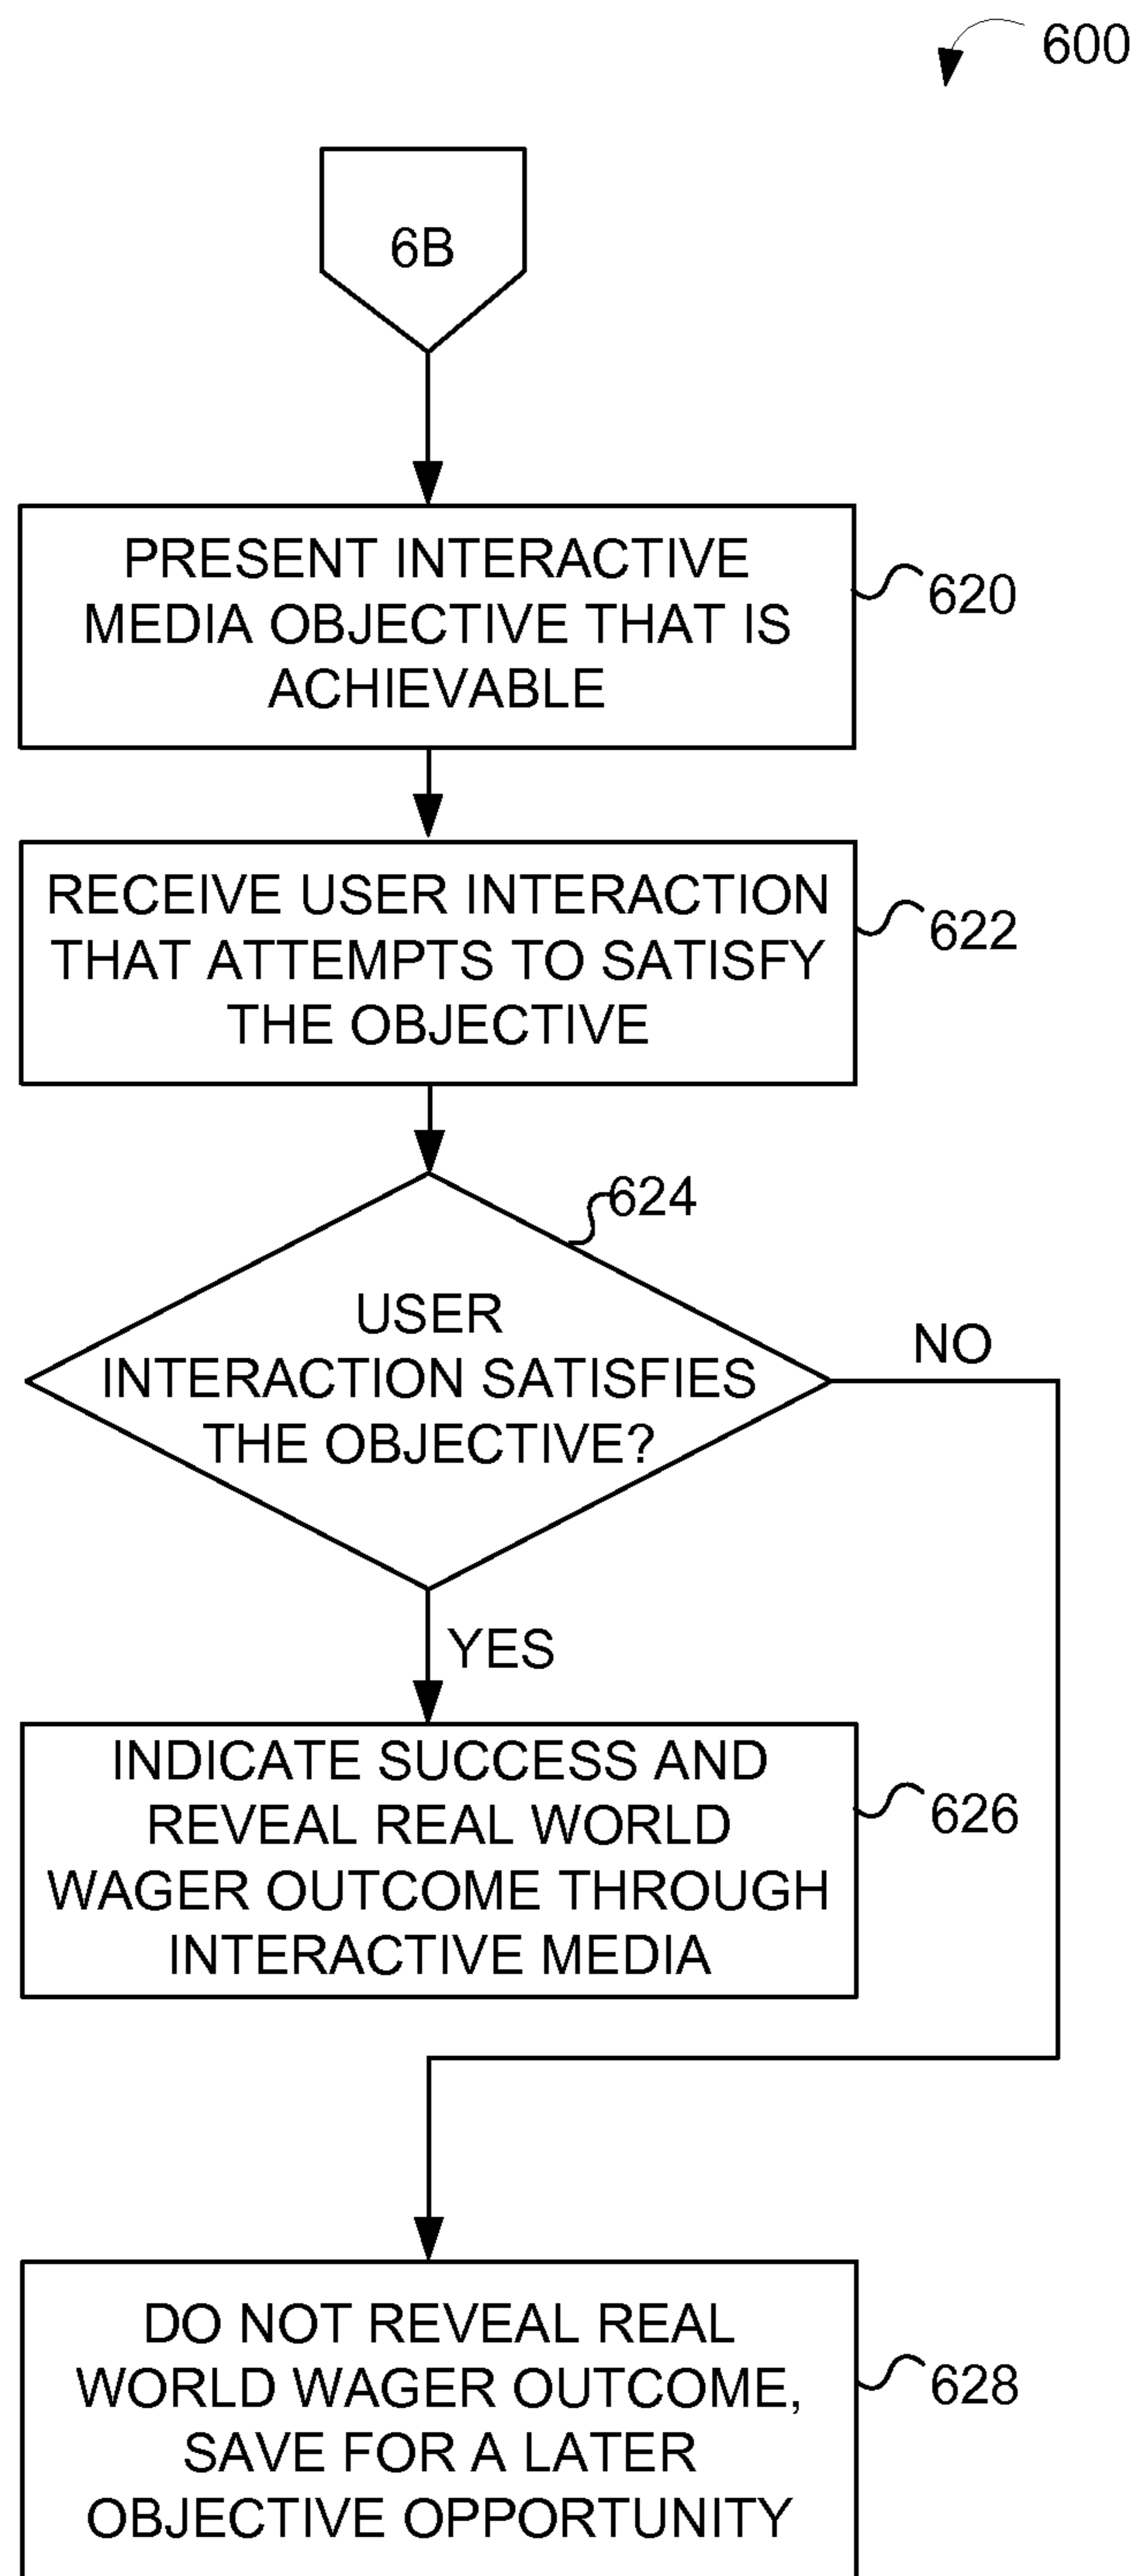 600
6B
PRESENT INTERACTIVE
MEDIA OBJECTIVE THAT IS
ACHIEVABLE
620
RECEIVE USER INTERACTION
THAT ATTEMPTS TO SATISFY
THE OBJECTIVE
622
624
USER
INTERACTION SATISFIES
THE OBJECTIVE?
NO
YES
INDICATE SUCCESS AND
REVEAL REAL WORLD
WAGER OUTCOME THROUGH
INTERACTIVE MEDIA
626
DO NOT REVEAL REAL
WORLD WAGER OUTCOME,
SAVE FOR A LATER
OBJECTIVE OPPORTUNITY
628